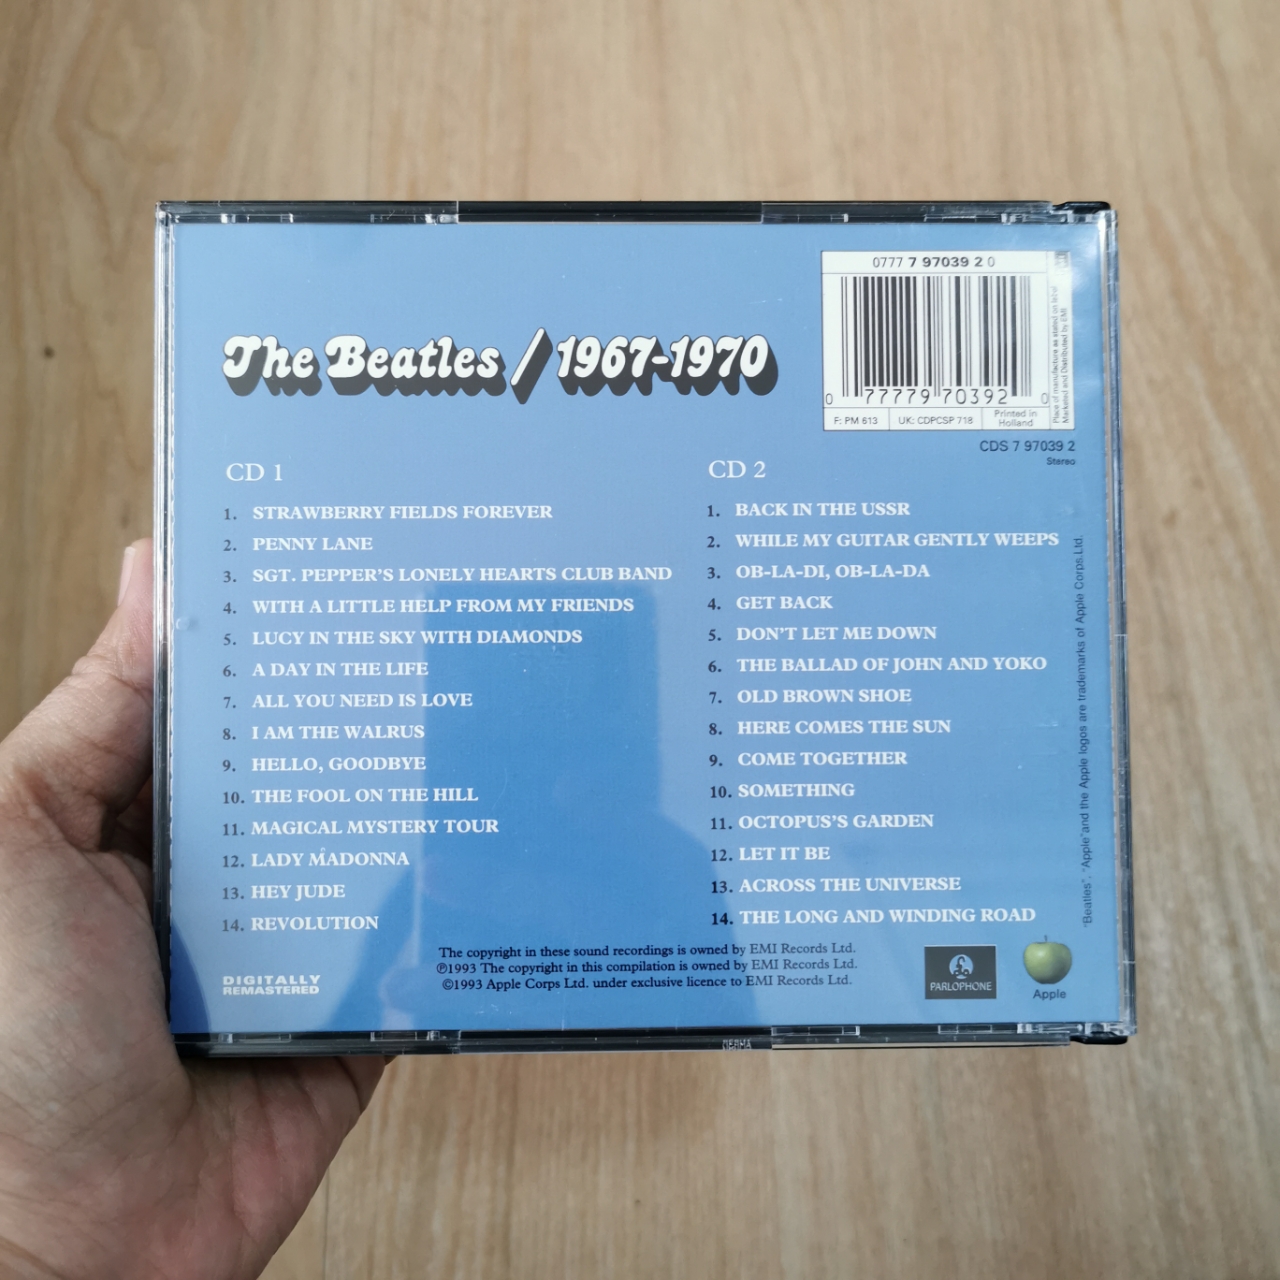 0777 7 97039 2 0
0 77779 70392 0
F: PM 613
UK: CDPCSP 718
Printed in
Holland
Place of manufacture as stated on
Marketed and Distributed by EMI
CDS 7 97039 2
Stereo
The Beatles / 1967-1970
CD 1
1. STRAWBERRY FIELDS FOREVER
2. PENNY LANE
3. SGT. PEPPER'S LONELY HEARTS CLUB BAND
4. WITH A LITTLE HELP FROM MY FRIENDS
5. LUCY IN THE SKY WITH DIAMONDS
6. A DAY IN THE LIFE
7. ALL YOU NEED IS LOVE
8. I AM THE WALRUS
9. HELLO, GOODBYE
10. THE FOOL ON THE HILL
11. MAGICAL MYSTERY TOUR
12. LADY MADONNA
13. HEY JUDE
14. REVOLUTION
CD 2
1. BACK IN THE USSR
2. WHILE MY GUITAR GENTLY WEEPS
3. OB-LA-DI, OB-LA-DA
4. GET BACK
5. DON'T LET ME DOWN
6. THE BALLAD OF JOHN AND YOKO
7. OLD BROWN SHOE
8. HERE COMES THE SUN
9. COME TOGETHER
10. SOMETHING
11. OCTOPUS'S GARDEN
12. LET IT BE
13. ACROSS THE UNIVERSE
14. THE LONG AND WINDING ROAD
"Beatles", "Apple"and the Apple logos are trademarks of Apple Corps.Ltd.
DIGITALLY
REMASTERED
The copyright in these sound recordings is owned by EMI Records Ltd.
℗1993 The copyright in this compilation is owned by EMI Records Ltd.
©1993 Apple Corps Ltd. under exclusive licence to EMI Records Ltd.
PARLOPHONE
Apple